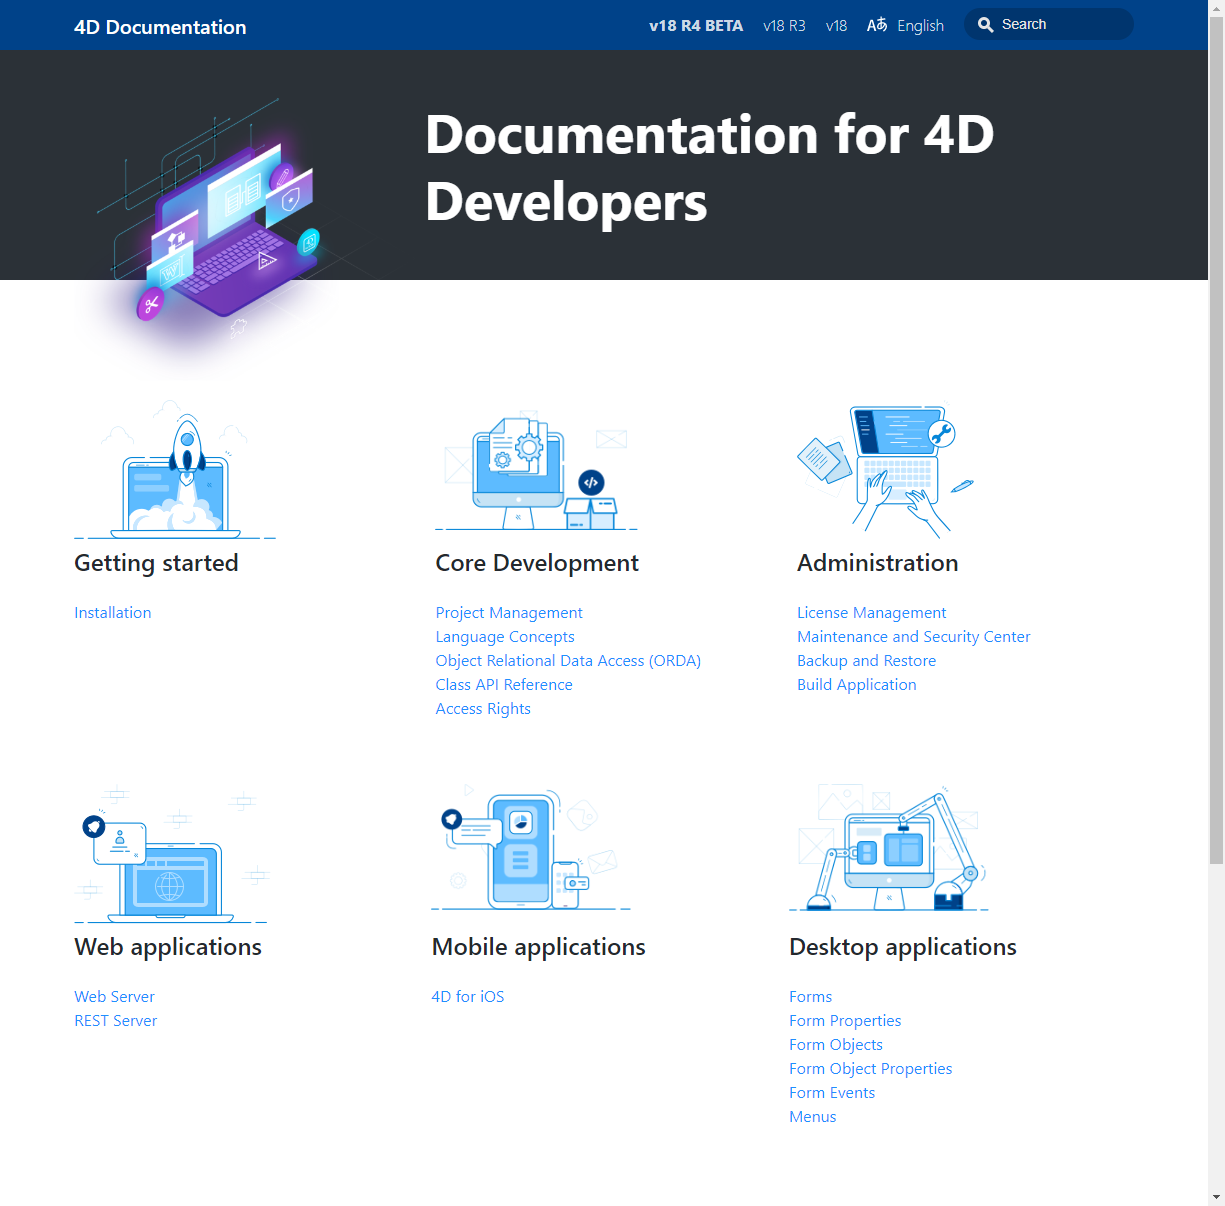 4D Documentation
v18 R4 BETA
v18 R3
v18
Aあ English
Search
Documentation for 4D
Developers
W
Getting started
Installation
Core Development
Project Management
Language Concepts
Object Relational Data Access (ORDA)
Class API Reference
Access Rights
Administration
License Management
Maintenance and Security Center
Backup and Restore
Build Application
Web applications
Web Server
REST Server
Mobile applications
4D for iOS
Desktop applications
Forms
Form Properties
Form Objects
Form Object Properties
Form Events
Menus